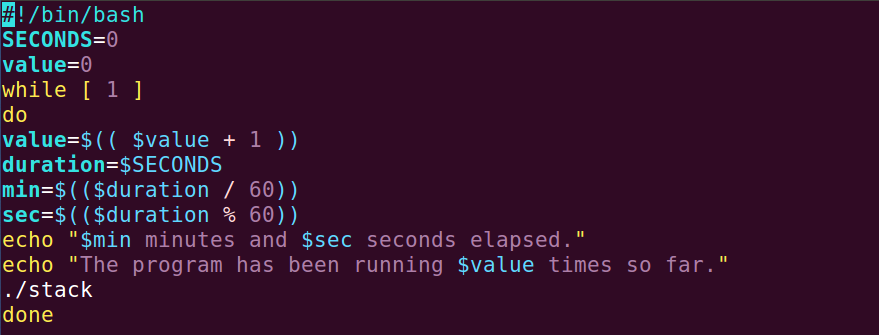 #!/bin/bash
SECONDS=0
value=0
while [ 1 ]
do
value=$(( $value + 1 ))
duration=$SECONDS
min=$(($duration / 60))
sec=$(($duration % 60))
echo "$min minutes and $sec seconds elapsed."
echo "The program has been running $value times so far."
./stack
done